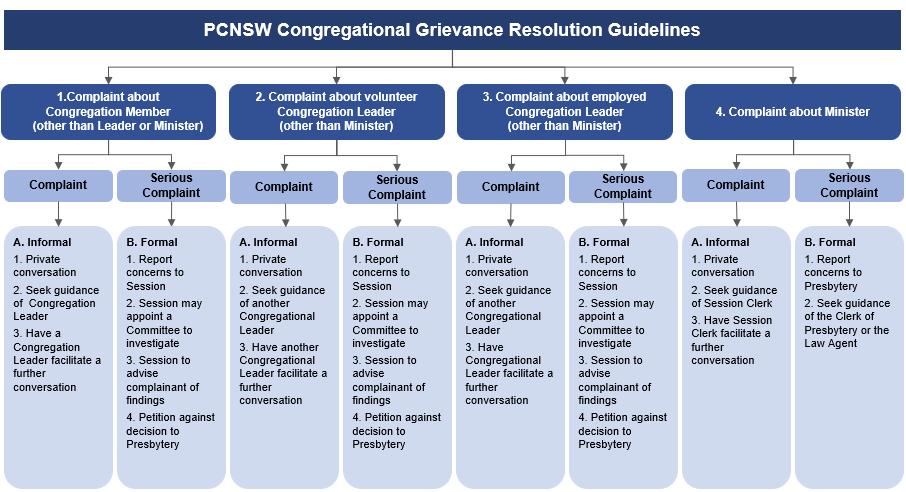 PCNSW Congregational Grievance Resolution Guidelines
1.Complaint about
Congregation Member
(other than Leader or Minister)
2. Complaint about volunteer
Congregation Leader
(other than Minister)
3. Complaint about employed
Congregation Leader
(other than Minister)
4. Complaint about Minister
Complaint
Serious
Complaint
Complaint
Serious
Complaint
Complaint
Serious
Complaint
Complaint
Serious
Complaint
A. Informal
1. Private
conversation
2. Seek guidance
of Congregation
Leader
3. Have a
Congregation
Leader facilitate a
further
conversation
B. Formal
1. Report
concerns to
Session
2. Session may
appoint a
Committee to
investigate
3. Session to
advise
complainant of
findings
4. Petition against
decision to
Presbytery
A. Informal
1. Private
conversation
2. Seek guidance
of another
Congregational
Leader
3. Have another
Congregational
Leader facilitate a
further
conversation
B. Formal
1. Report
concerns to
Session
2. Session may
appoint a
Committee to
investigate
3. Session to
advise
complainant of
findings
4. Petition against
decision to
Presbytery
A. Informal
1. Private
conversation
2. Seek guidance
of another
Congregational
Leader
3. Have
Congregational
Leader facilitate a
further
conversation
B. Formal
1. Report
concerns to
Session
2. Session may
appoint a
Committee to
investigate
3. Session to
advise
complainant of
findings
4. Petition against
decision to
Presbytery
A. Informal
1. Private
conversation
2. Seek guidance
of Session Clerk
3. Have Session
Clerk facilitate a
further
conversation
B. Formal
1. Report
concerns to
Presbytery
2. Seek guidance
of the Clerk of
Presbytery or the
Law Agent